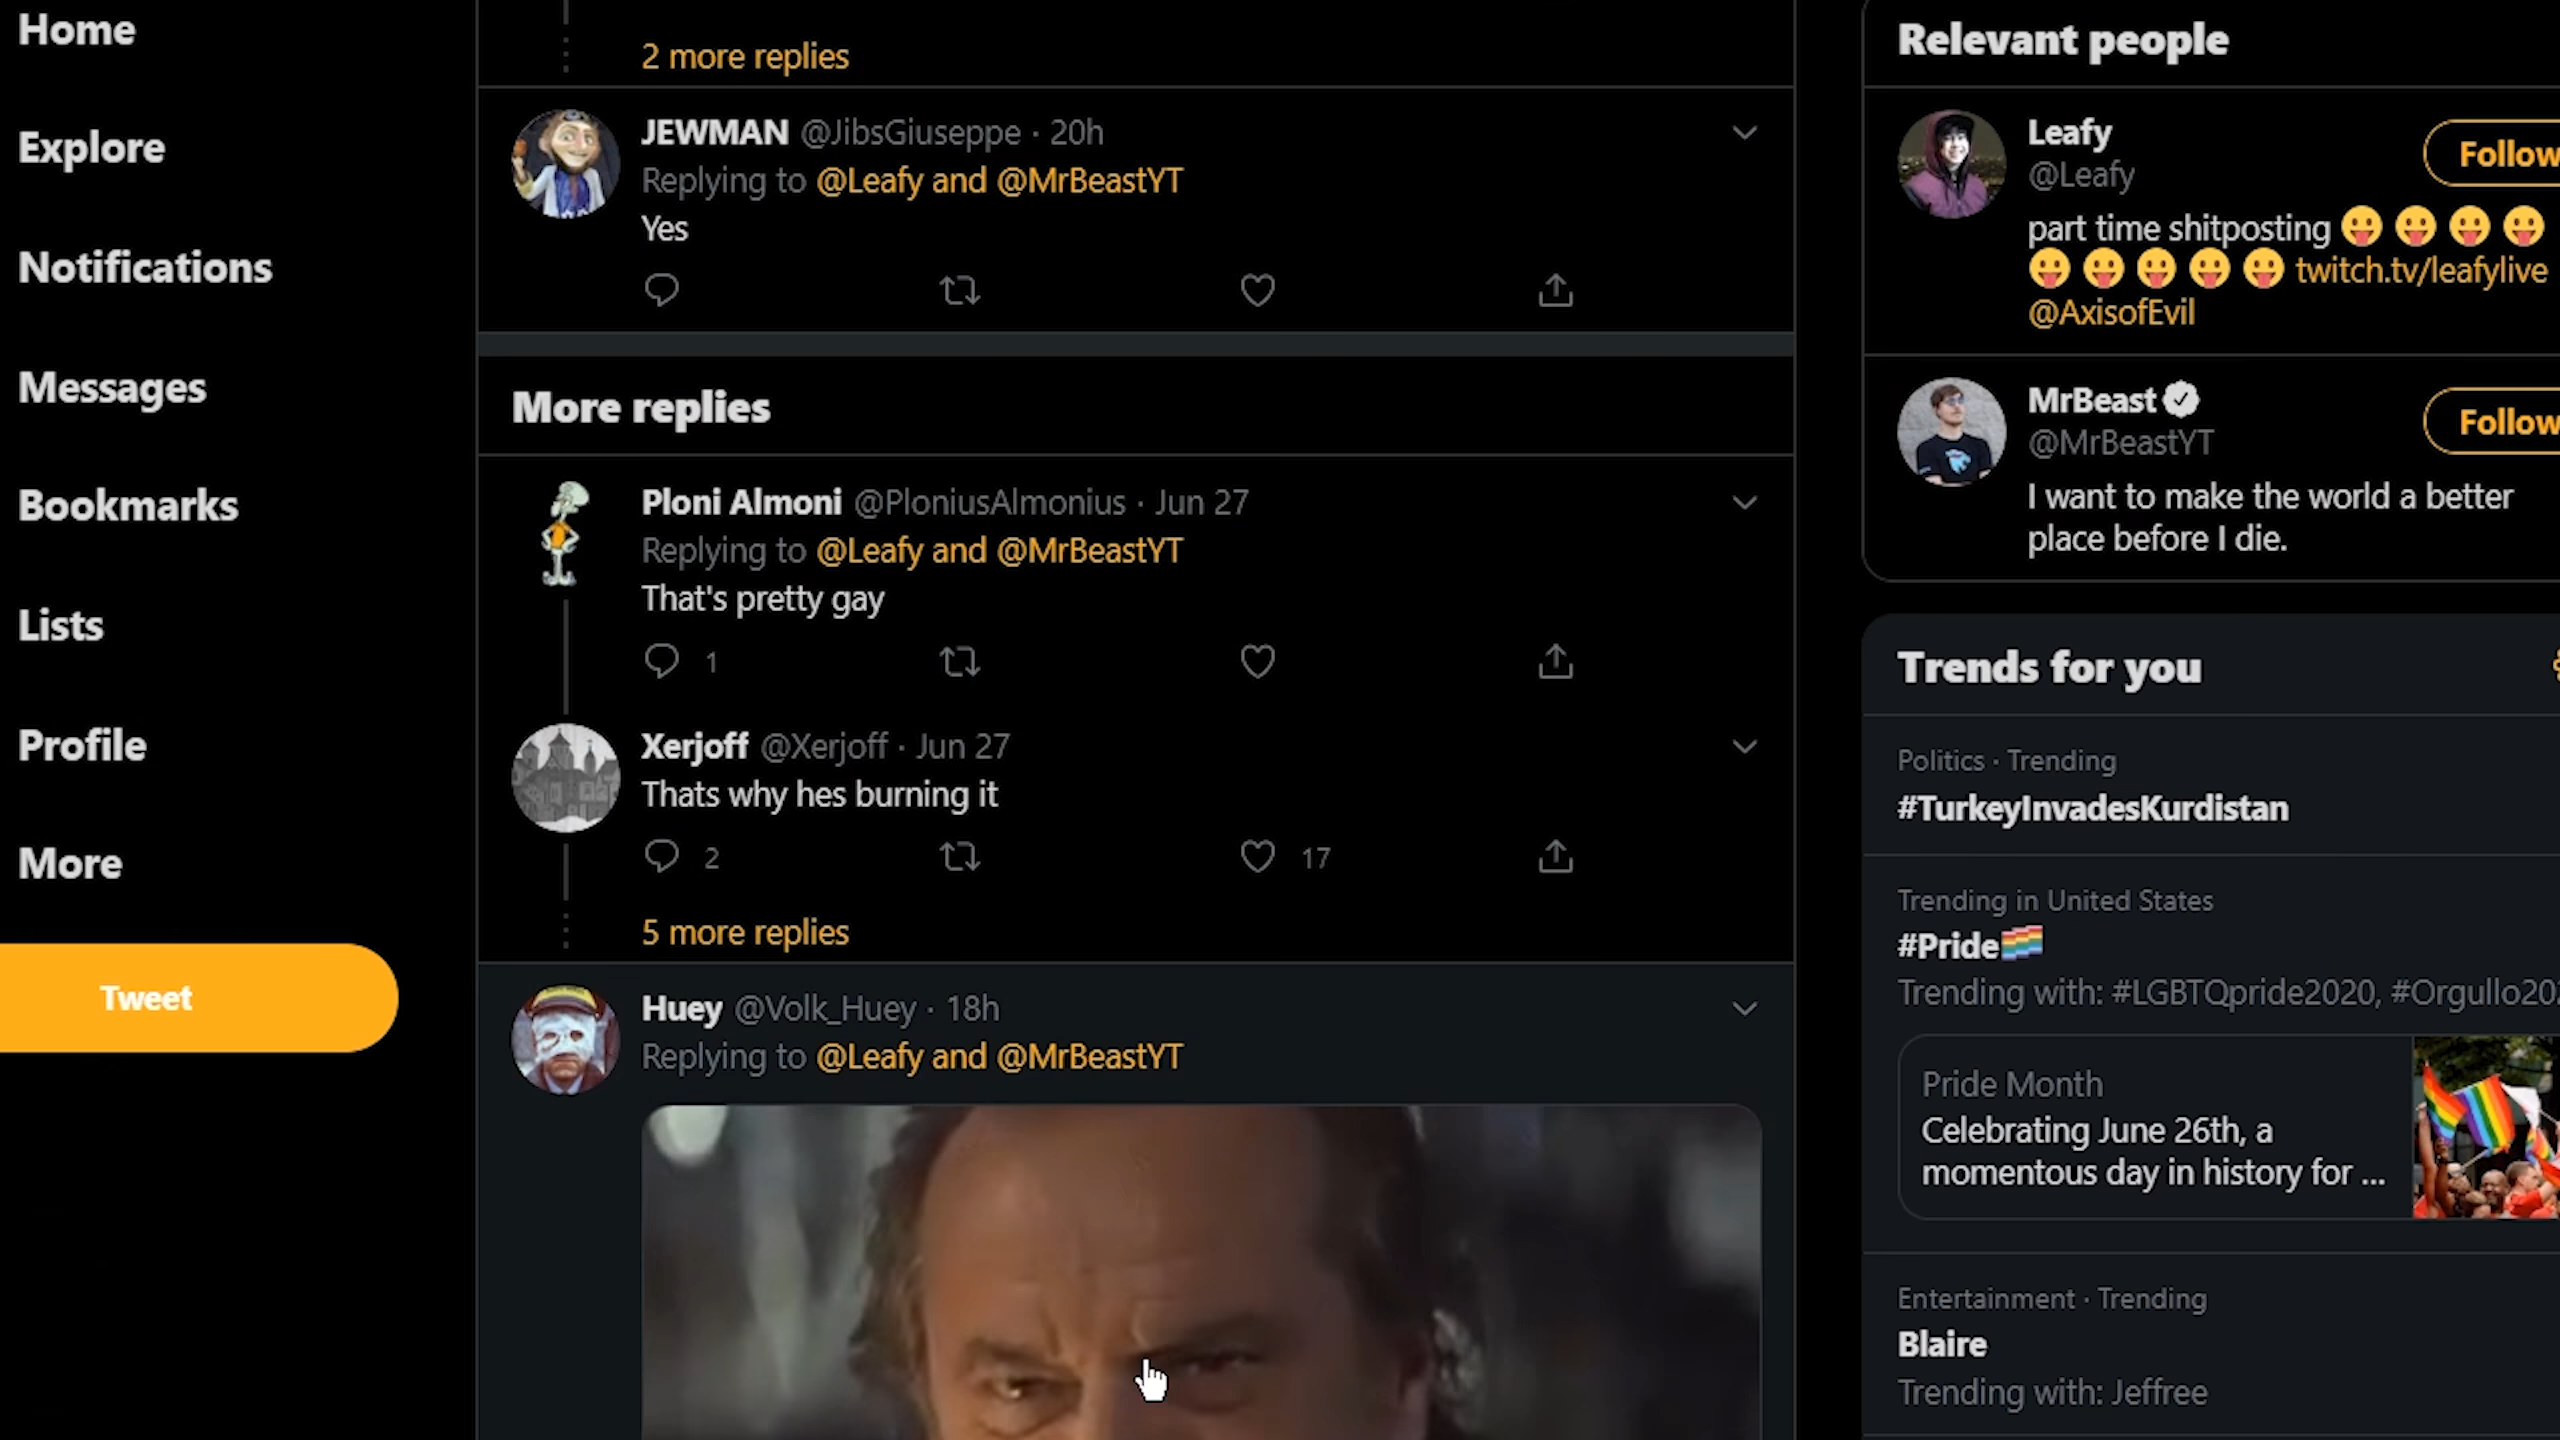 Home
Explore
Notifications
Messages
Bookmarks
Lists
Profile
More
Tweet
2 more replies
JEWMAN @JibsGiuseppe · 20h
Replying to @Leafy and @MrBeastYT
Yes
More replies
Ploni Almoni @PloniusAlmonius · Jun 27
Replying to @Leafy and @MrBeastYT
That's pretty gay
1
Xerjoff @Xerjoff · Jun 27
Thats why hes burning it
2 17
5 more replies
Huey @Volk_Huey · 18h
Replying to @Leafy and @MrBeastYT
Relevant people
Leafy
@Leafy
Follow
part time shitposting 😛 😛 😛 😛
😛 😛 😛 😛 😛 twitch.tv/leafylive
@AxisofEvil
MrBeast
@MrBeastYT
Follow
I want to make the world a better
place before I die.
Trends for you
Politics · Trending
#TurkeyInvadesKurdistan
Trending in United States
#Pride
Trending with: #LGBTQpride2020, #Orgullo202
Pride Month
Celebrating June 26th, a
momentous day in history for ...
Entertainment · Trending
Blaire
Trending with: Jeffree